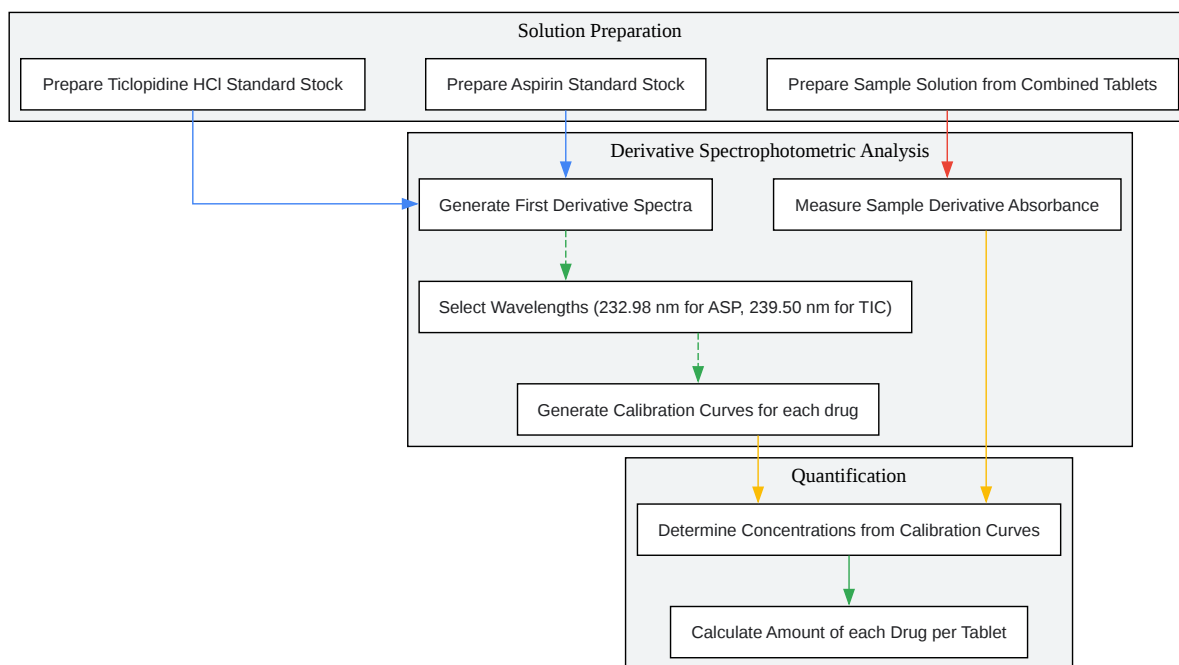 Solution Preparation
Prepare Ticlopidine HCl Standard Stock
Prepare Aspirin Standard Stock
Prepare Sample Solution from Combined Tablets
Derivative Spectrophotometric Analysis
Generate First Derivative Spectra
Measure Sample Derivative Absorbance
Select Wavelengths (232.98 nm for ASP, 239.50 nm for TIC)
Generate Calibration Curves for each drug
Quantification
Determine Concentrations from Calibration Curves
Calculate Amount of each Drug per Tablet